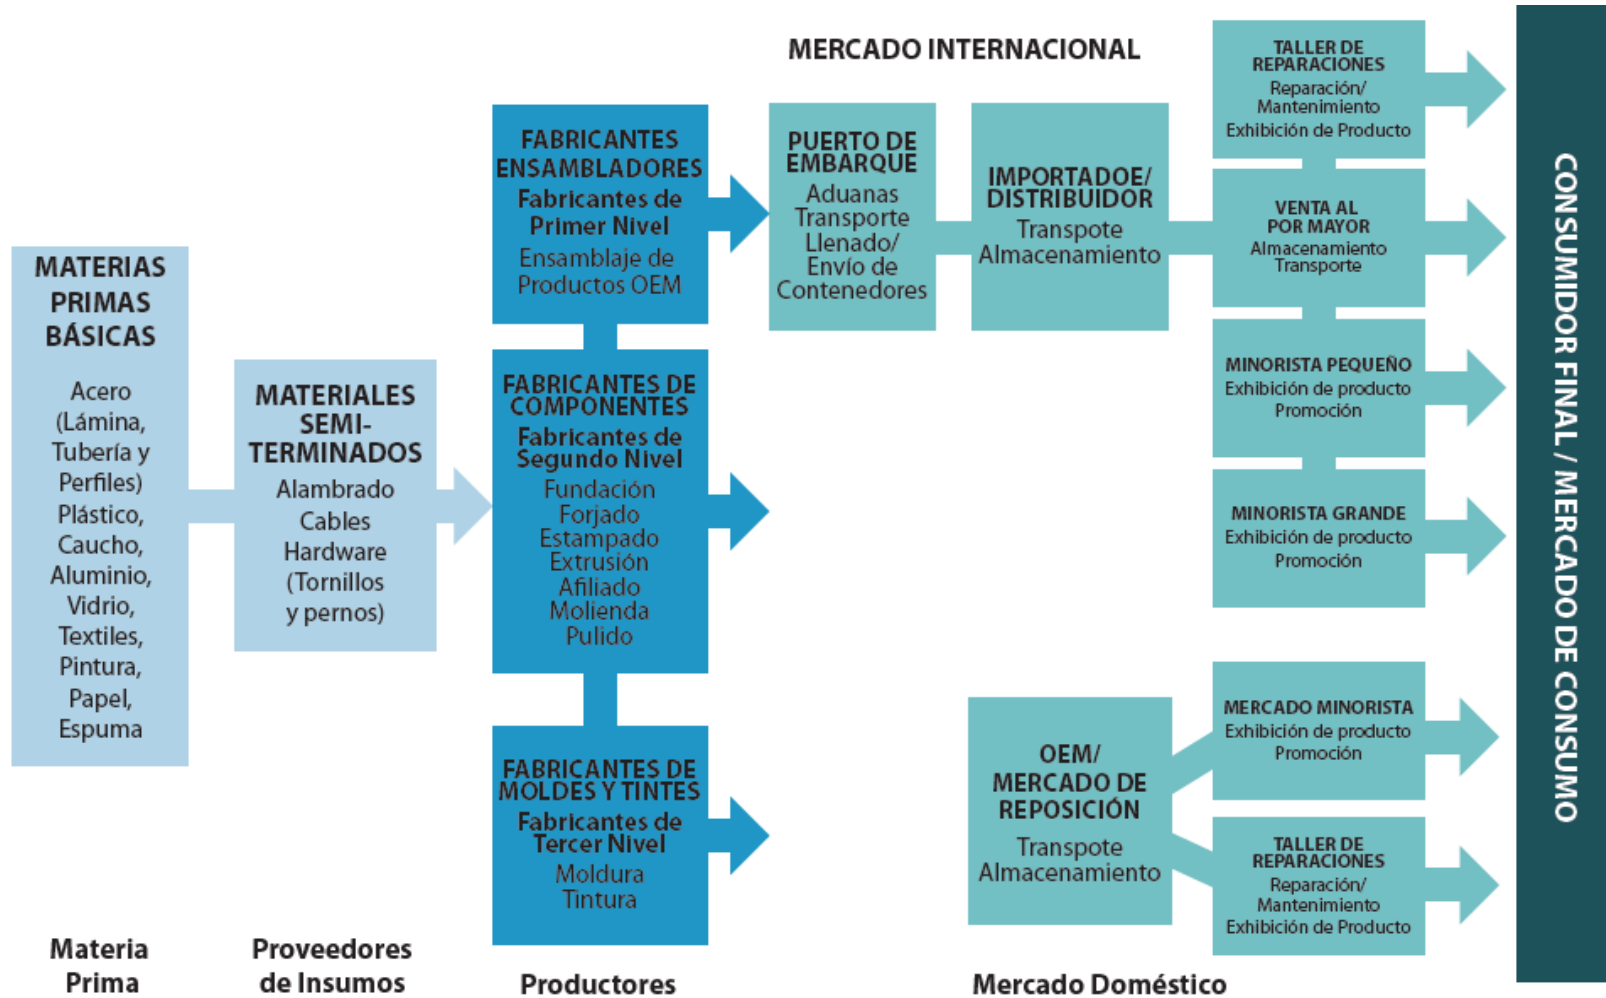 MATERIAS
PRIMAS
BÁSICAS
Acero
(Lámina,
Tubería y
Perfiles)
Plástico,
Caucho,
Aluminio,
Vidrio,
Textiles,
Pintura,
Papel,
Espuma
Materia
Prima
MATERIALES
SEMI-
TERMINADOS
Alambrado
Cables
Hardware
(Tornillos
y pernos)
Proveedores
de Insumos
FABRICANTES
ENSAMBLADORES
Fabricantes de
Primer Nivel
Ensamblaje de
Productos OEM
FABRICANTES DE
COMPONENTES
Fabricantes de
Segundo Nivel
Fundación
Forjado
Estampado
Extrusión
Afiliado
Molienda
Pulido
FABRICANTES DE
MOLDES Y TINTES
Fabricantes de
Tercer Nivel
Moldura
Tintura
Productores
MERCADO INTERNACIONAL
PUERTO DE
EMBARQUE
Aduanas
Transporte
Llenado/
Envío de
Contenedores
IMPORTADOE/
DISTRIBUIDOR
Transpote
Almacenamiento
TALLER DE
REPARACIONES
Reparación/
Mantenimiento
Exhibición de Producto
VENTA AL
POR MAYOR
Almacenamiento
Transporte
MINORISTA PEQUEÑO
Exhibición de producto
Promoción
MINORISTA GRANDE
Exhibición de producto
Promoción
OEM/
MERCADO DE
REPOSICIÓN
Transpote
Almacenamiento
MERCADO MINORISTA
Exhibición de producto
Promoción
TALLER DE
REPARACIONES
Reparación/
Mantenimiento
Exhibición de Producto
Mercado Doméstico
CONSUMIDOR FINAL / MERCADO DE CONSUMO